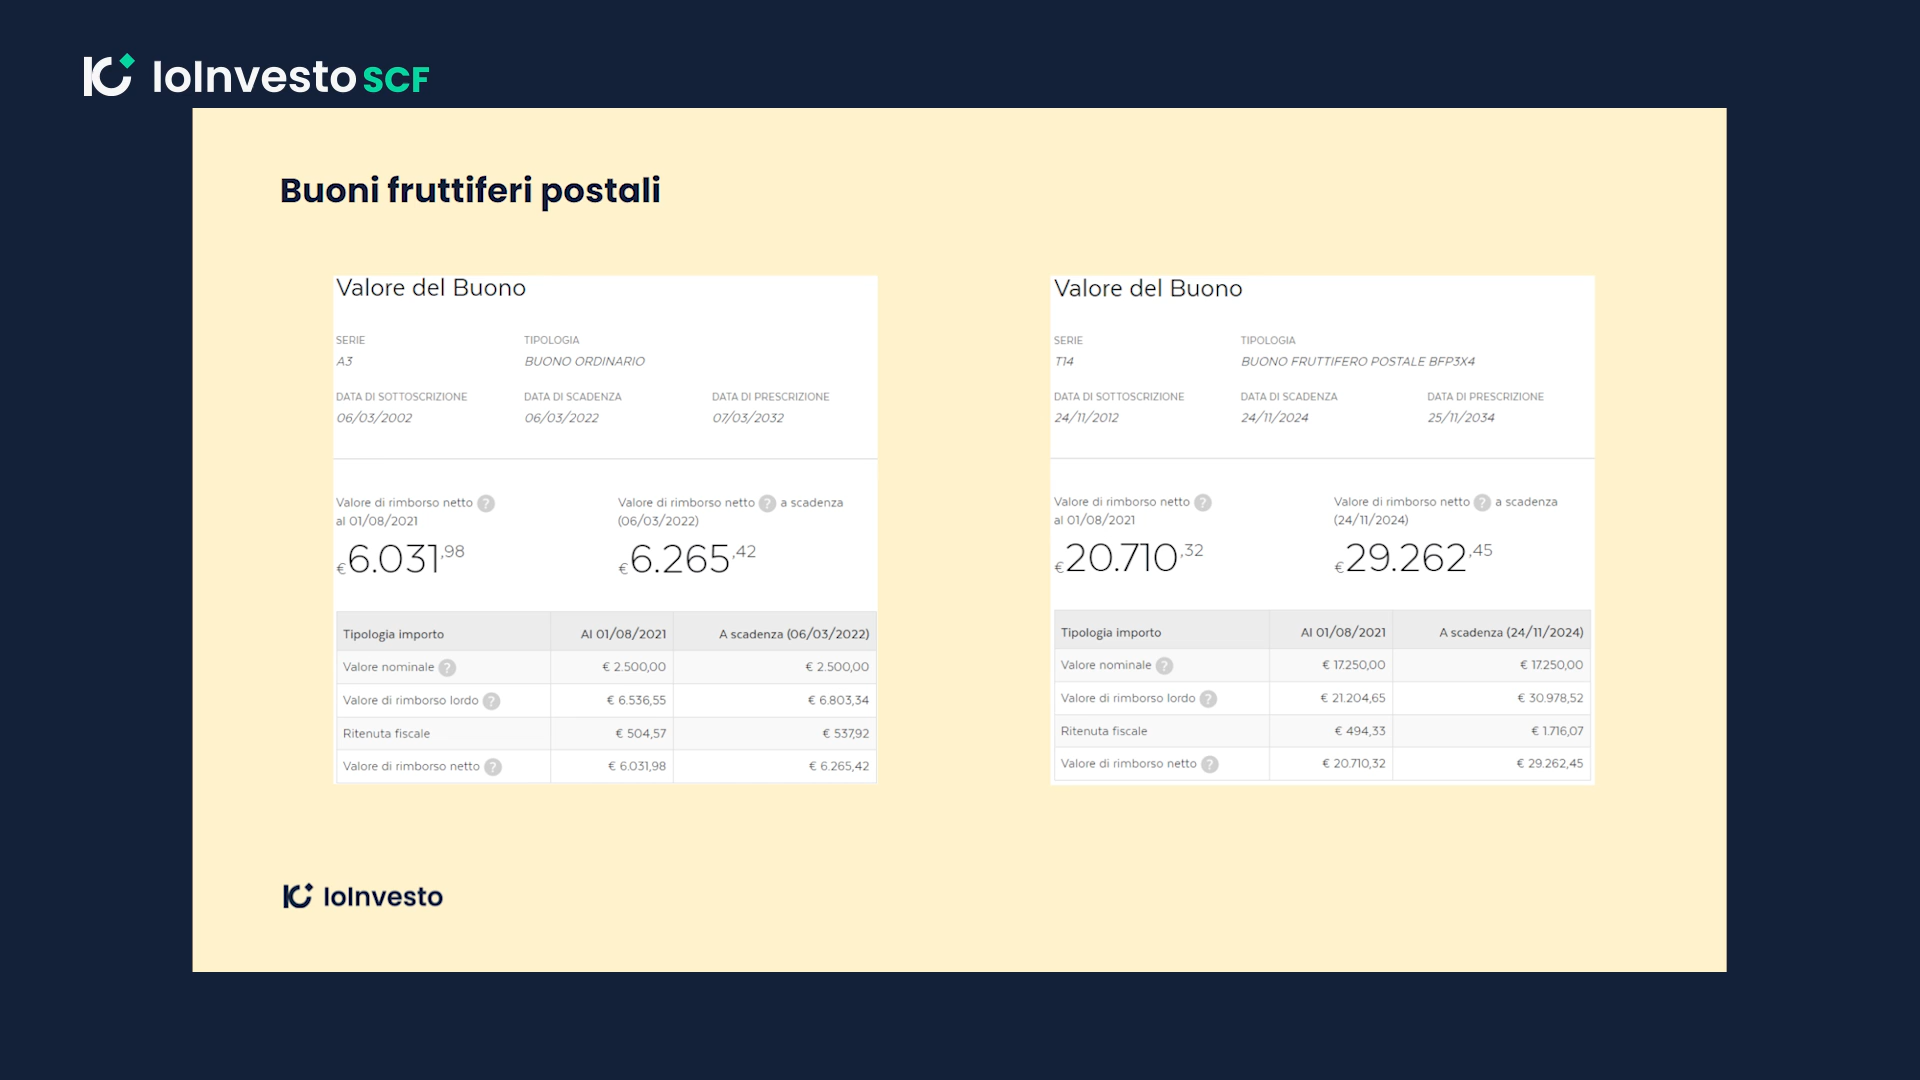 IoInvesto SCF
Buoni fruttiferi postali
Valore del Buono
SERIE TIPOLOGIA
A3 BUONO ORDINARIO
DATA DI SOTTOSCRIZIONE DATA DI SCADENZA DATA DI PRESCRIZIONE
06/03/2002 06/03/2022 07/03/2032
Valore di rimborso netto ? Valore di rimborso netto ? a scadenza
al 01/08/2021 (06/03/2022)
€6.031,98 €6.265,42
Tipologia importo Al 01/08/2021 A scadenza (06/03/2022)
Valore nominale ? € 2.500,00 € 2.500,00
Valore di rimborso lordo ? € 6.536,55 € 6.803,34
Ritenuta fiscale € 504,57 € 537,92
Valore di rimborso netto ? € 6.031,98 € 6.265,42
Valore del Buono
SERIE TIPOLOGIA
T14 BUONO FRUTTIFERO POSTALE BFP3X4
DATA DI SOTTOSCRIZIONE DATA DI SCADENZA DATA DI PRESCRIZIONE
24/11/2012 24/11/2024 25/11/2034
Valore di rimborso netto ? Valore di rimborso netto ? a scadenza
al 01/08/2021 (24/11/2024)
€20.710,32 €29.262,45
Tipologia importo Al 01/08/2021 A scadenza (24/11/2024)
Valore nominale ? € 17.250,00 € 17.250,00
Valore di rimborso lordo ? € 21.204,65 € 30.978,52
Ritenuta fiscale € 494,33 € 1.716,07
Valore di rimborso netto ? € 20.710,32 € 29.262,45
IoInvesto